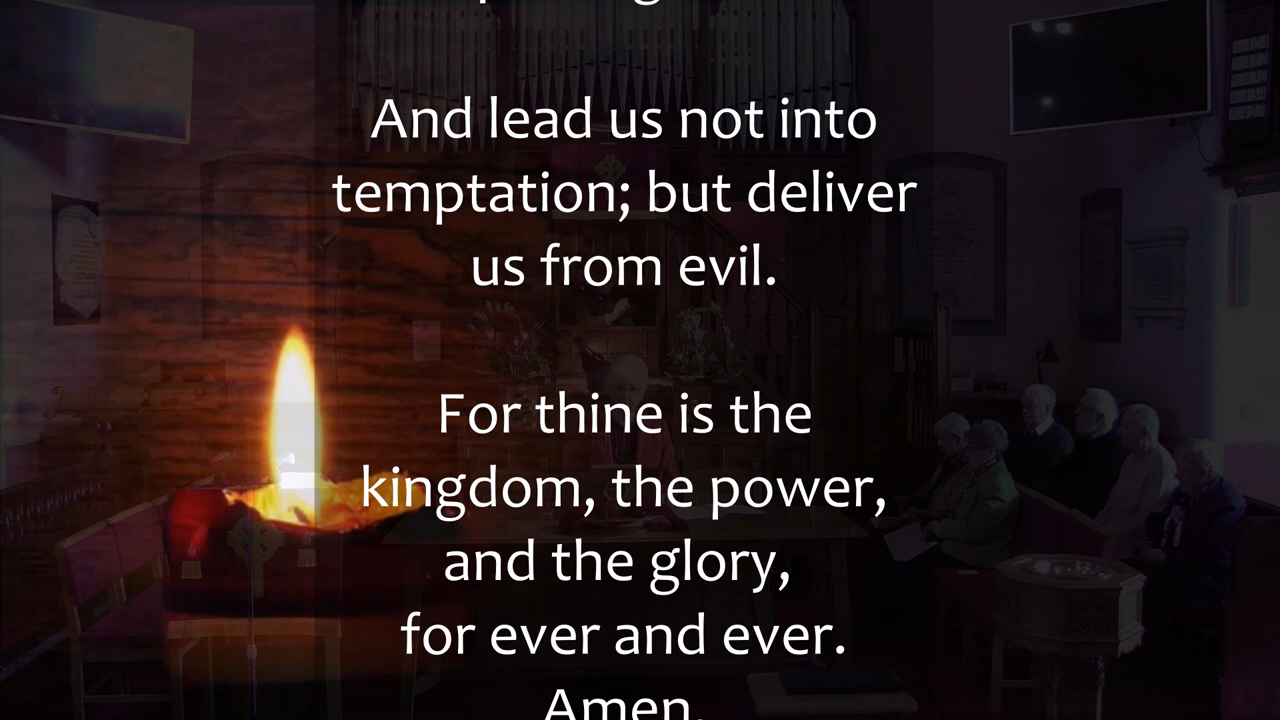 And lead us not into
temptation; but deliver
us from evil.
For thine is the
kingdom, the power,
and the glory,
for ever and ever.
Amen.